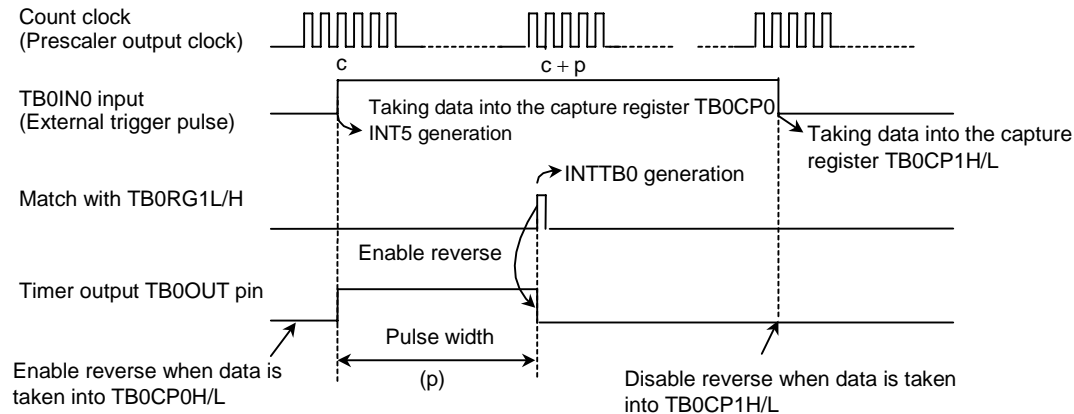 Count clock
(Prescaler output clock)
c
c + p
TB0IN0 input
(External trigger pulse)
Taking data into the capture register TB0CP0
INT5 generation
Taking data into the capture
register TB0CP1H/L
INTTB0 generation
Match with TB0RG1L/H
Enable reverse
Timer output TB0OUT pin
Pulse width
(p)
Enable reverse when data is
taken into TB0CP0H/L
Disable reverse when data is taken
into TB0CP1H/L